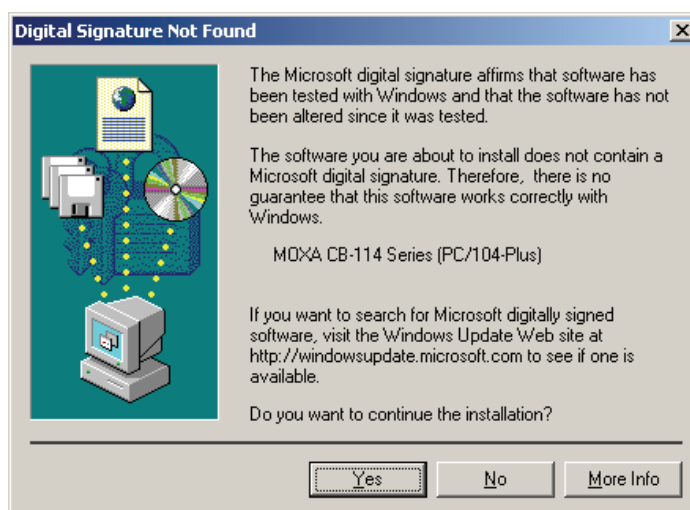 Digital Signature Not Found
The Microsoft digital signature affirms that software has
been tested with Windows and that the software has not
been altered since it was tested.
The software you are about to install does not contain a
Microsoft digital signature. Therefore, there is no
guarantee that this software works correctly with
Windows.
MOXA CB-114 Series (PC/104-Plus)
If you want to search for Microsoft digitally signed
software, visit the Windows Update Web site at
http://windowsupdate.microsoft.com to see if one is
available.
Do you want to continue the installation?
Yes No More Info